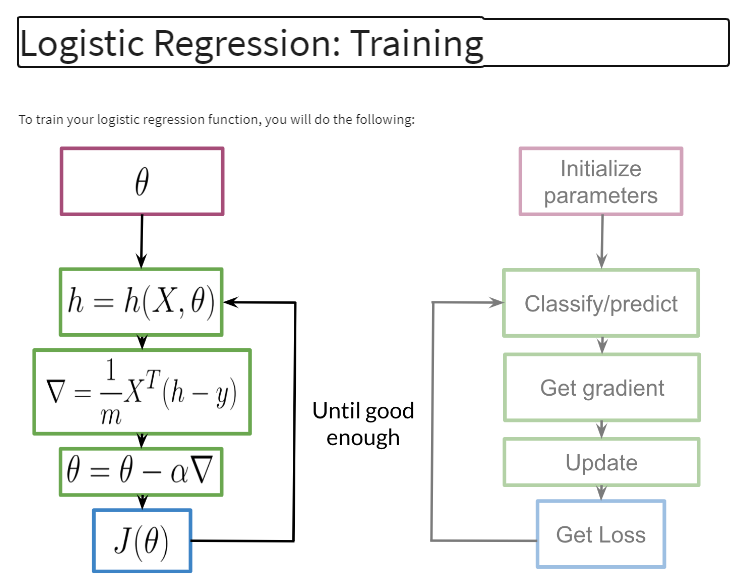 Logistic Regression: Training
To train your logistic regression function, you will do the following:
θ
h = h(X, θ)
∇ = 1/m X^T (h − y)
θ = θ − α∇
J(θ)
Until good
enough
Initialize
parameters
Classify/predict
Get gradient
Update
Get Loss